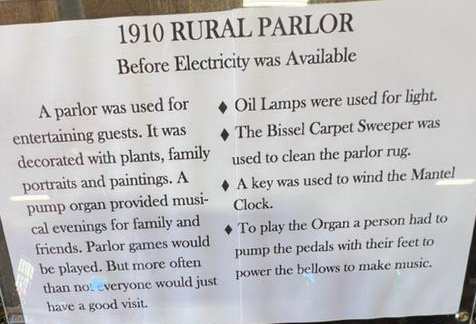 1910 RURAL PARLOR
Before Electricity was Available
A parlor was used for
entertaining guests. It was
decorated with plants, family
portraits and paintings. A
pump organ provided musi-
cal evenings for family and
friends. Parlor games would
be played. But more often
than not everyone would just
have a good visit.
♦ Oil Lamps were used for light.
♦ The Bissel Carpet Sweeper was
used to clean the parlor rug.
♦ A key was used to wind the Mantel
Clock.
♦ To play the Organ a person had to
pump the pedals with their feet to
power the bellows to make music.